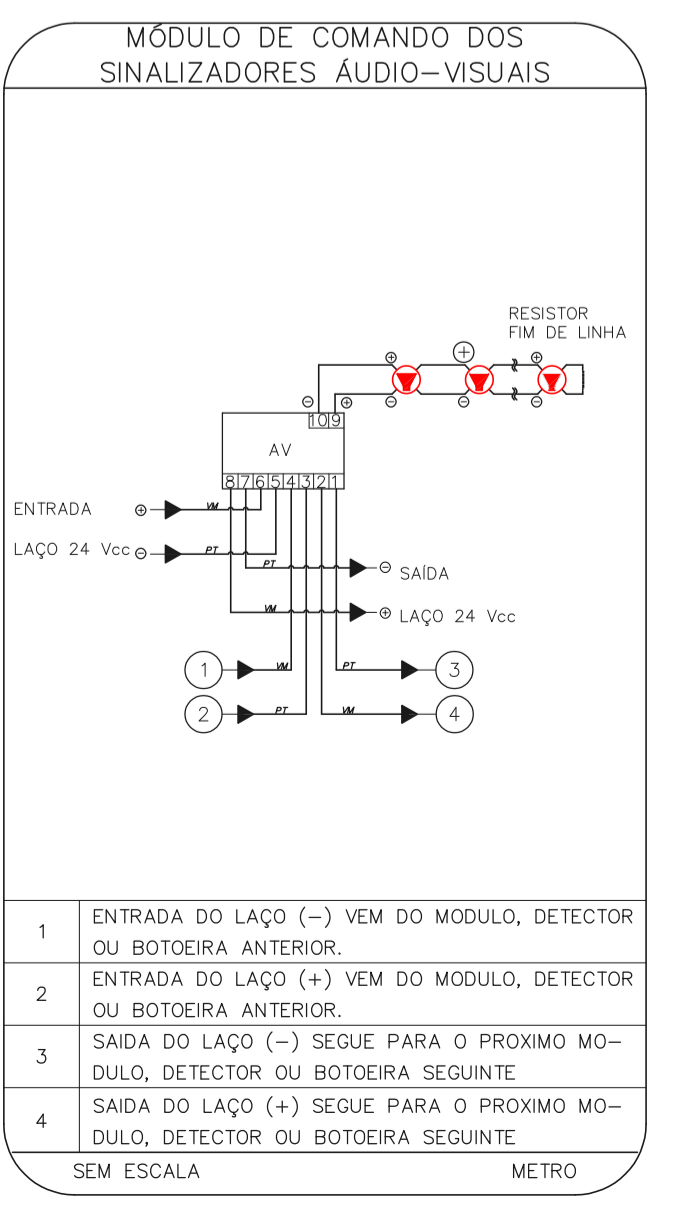 MÓDULO DE COMANDO DOS
SINALIZADORES ÁUDIO-VISUAIS
RESISTOR
FIM DE LINHA
10 9
AV
8 7 6 5 4 3 2 1
ENTRADA
VM
LAÇO 24 Vcc
PT
PT
SAÍDA
VM
LAÇO 24 Vcc
1
VM
PT
3
2
PT
VM
4
1
ENTRADA DO LAÇO (-) VEM DO MODULO, DETECTOR
OU BOTOEIRA ANTERIOR.
2
ENTRADA DO LAÇO (+) VEM DO MODULO, DETECTOR
OU BOTOEIRA ANTERIOR.
3
SAIDA DO LAÇO (-) SEGUE PARA O PROXIMO MO-
DULO, DETECTOR OU BOTOEIRA SEGUINTE
4
SAIDA DO LAÇO (+) SEGUE PARA O PROXIMO MO-
DULO, DETECTOR OU BOTOEIRA SEGUINTE
SEM ESCALA
METRO